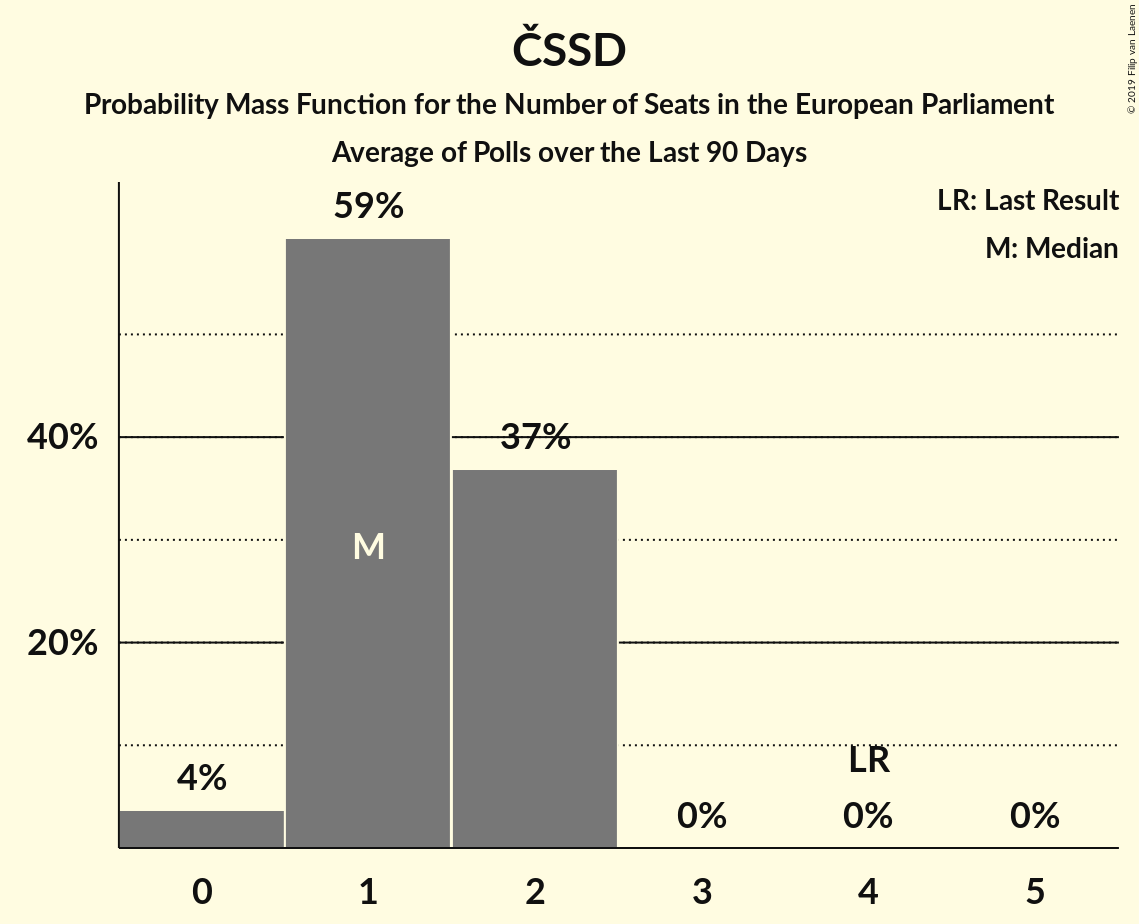 ČSSD
Probability Mass Function for the Number of Seats in the European Parliament
Average of Polls over the Last 90 Days
© 2019 Filip van Laenen
LR: Last Result
M: Median
59%
40%
37%
M
20%
LR
4%
0%
0%
0%
0 1 2 3 4 5